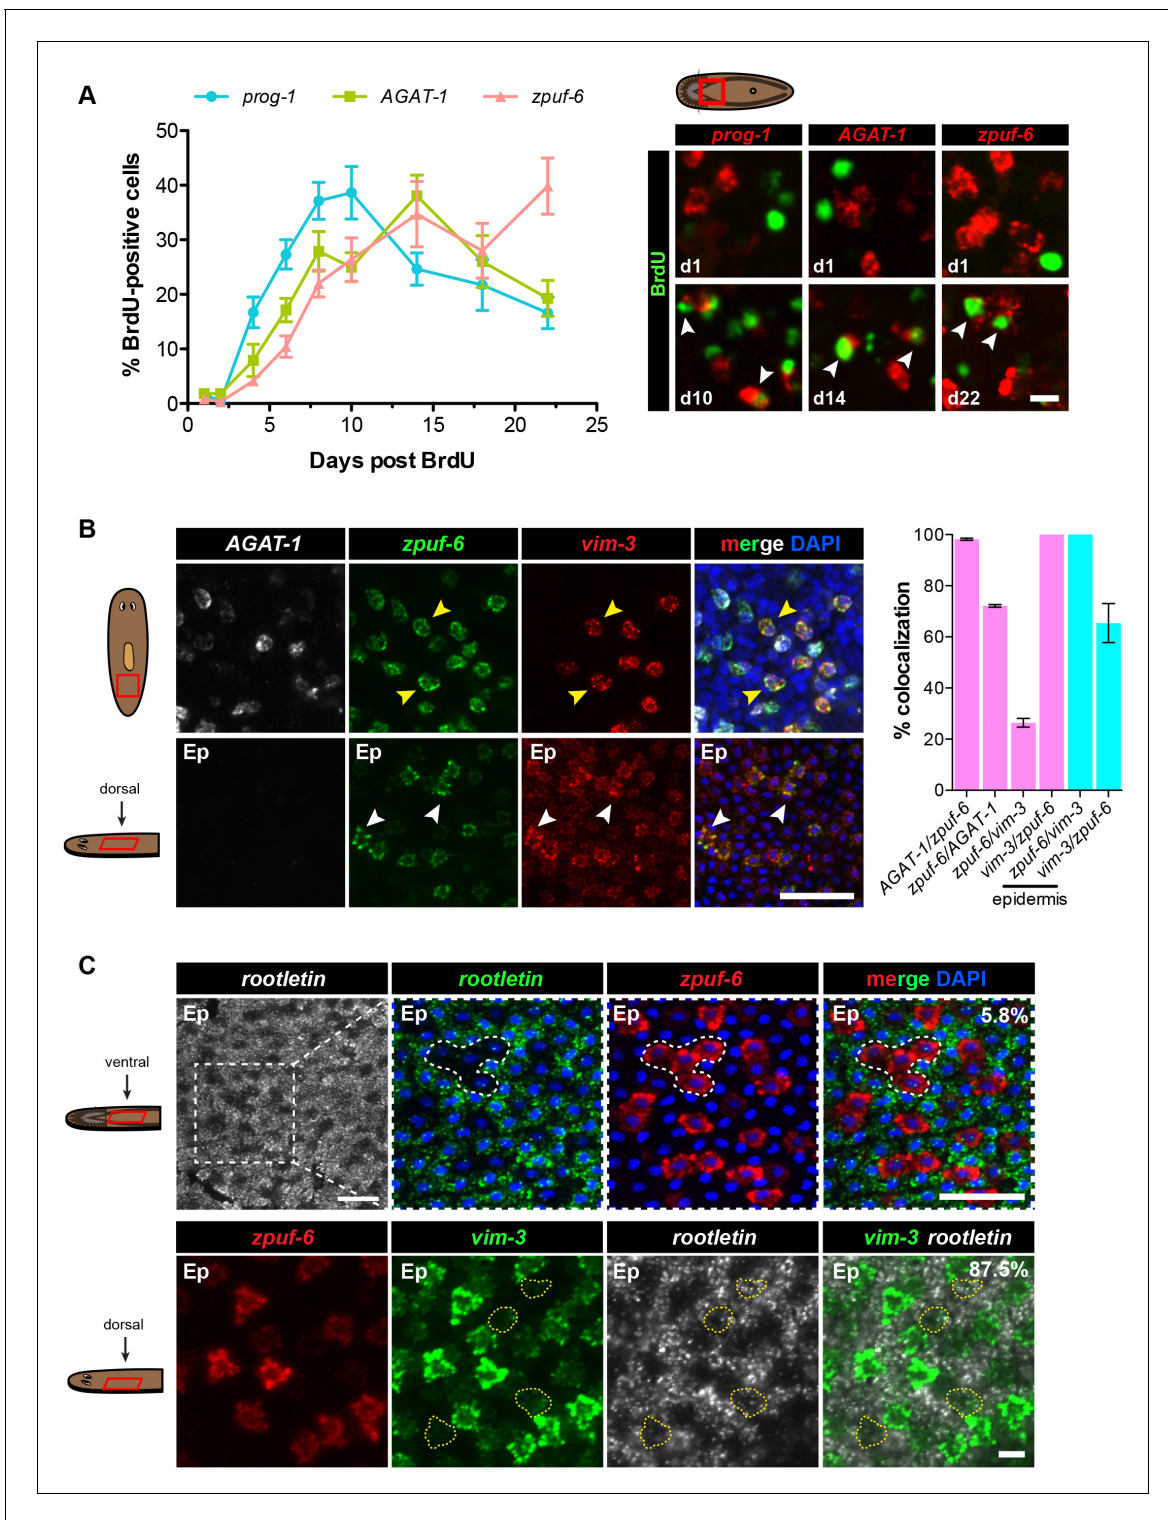 A
prog-1
AGAT-1
zpuf-6
% BrdU-positive cells
50
40
30
20
10
0
0
5
10
15
20
25
Days post BrdU
prog-1
AGAT-1
zpuf-6
BrdU
d1
d1
d1
d10
d14
d22
B
AGAT-1
zpuf-6
vim-3
merge DAPI
Ep
Ep
Ep
Ep
dorsal
% colocalization
100
80
60
40
20
0
AGAT-1/zpuf-6
zpuf-6/AGAT-1
zpuf-6/vim-3
vim-3/zpuf-6
zpuf-6/vim-3
vim-3/zpuf-6
epidermis
C
rootletin
rootletin
zpuf-6
merge DAPI
Ep
Ep
Ep
Ep
5.8%
ventral
zpuf-6
vim-3
rootletin
vim-3 rootletin
Ep
Ep
Ep
Ep
87.5%
dorsal